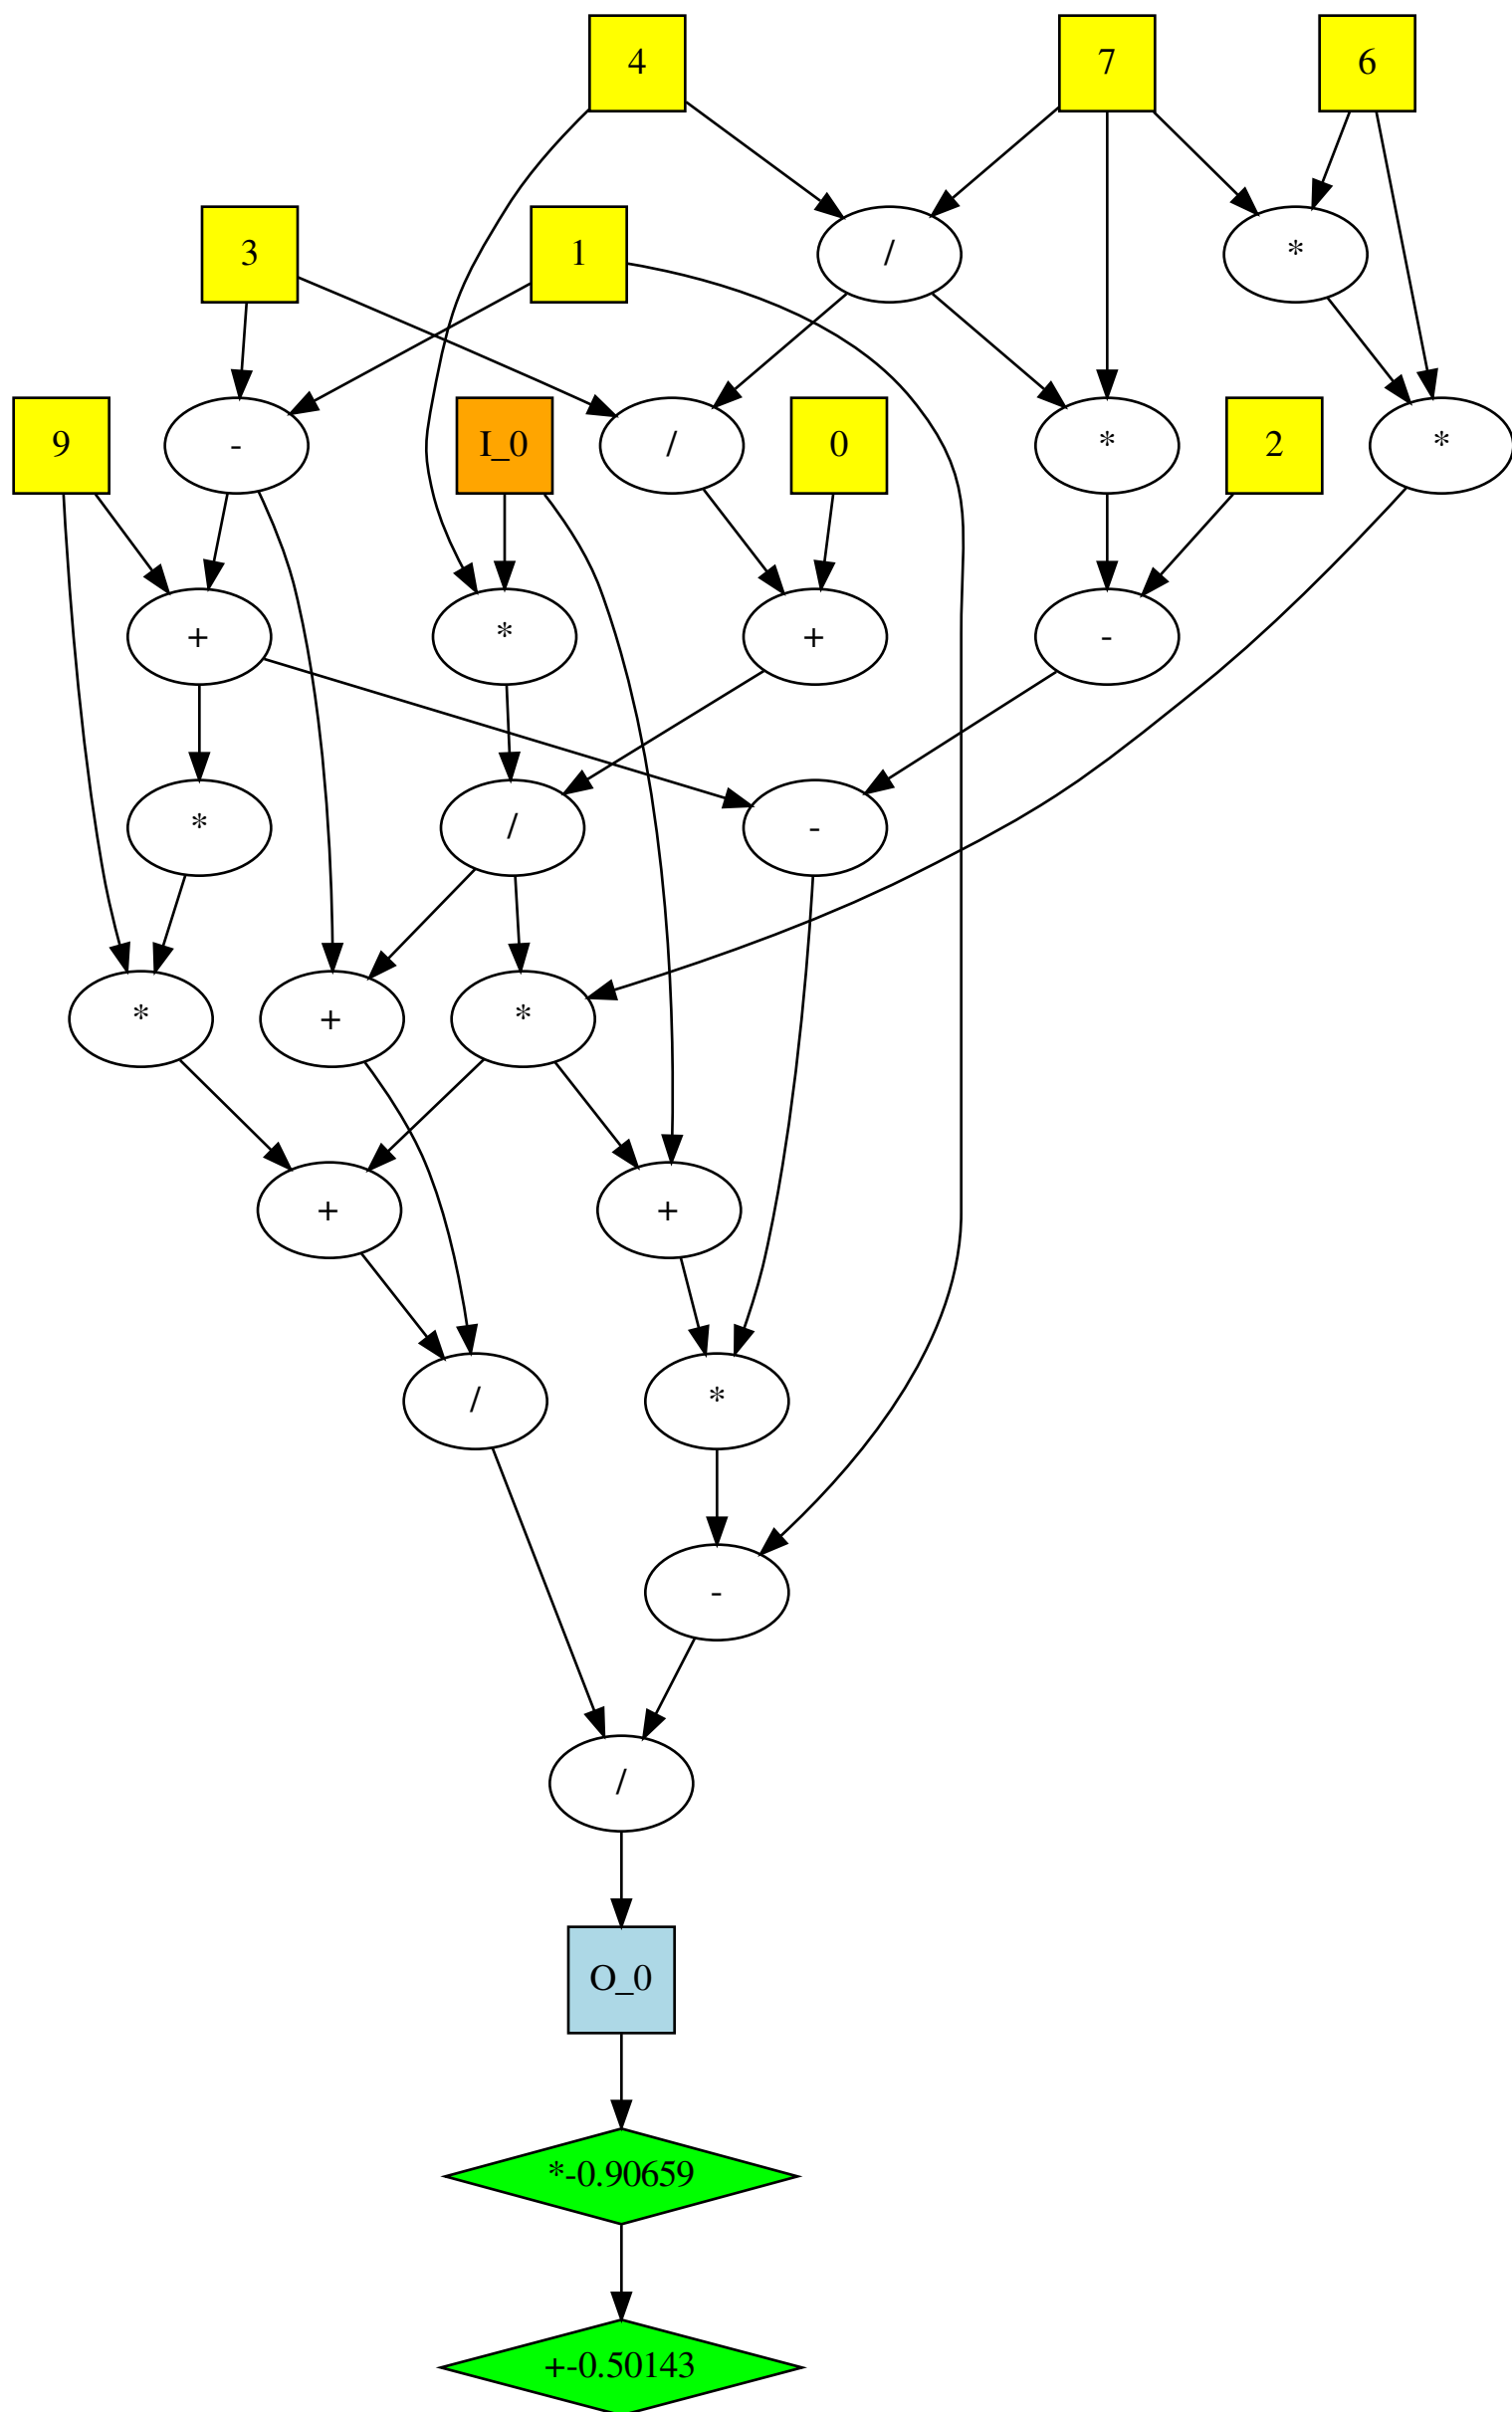 4 7 6
3 1 / *
9 - I_0 / 0 * 2 *
+ * + -
* / -
* + *
+ +
/ *
-
/
O_0
*-0.90659
+-0.50143